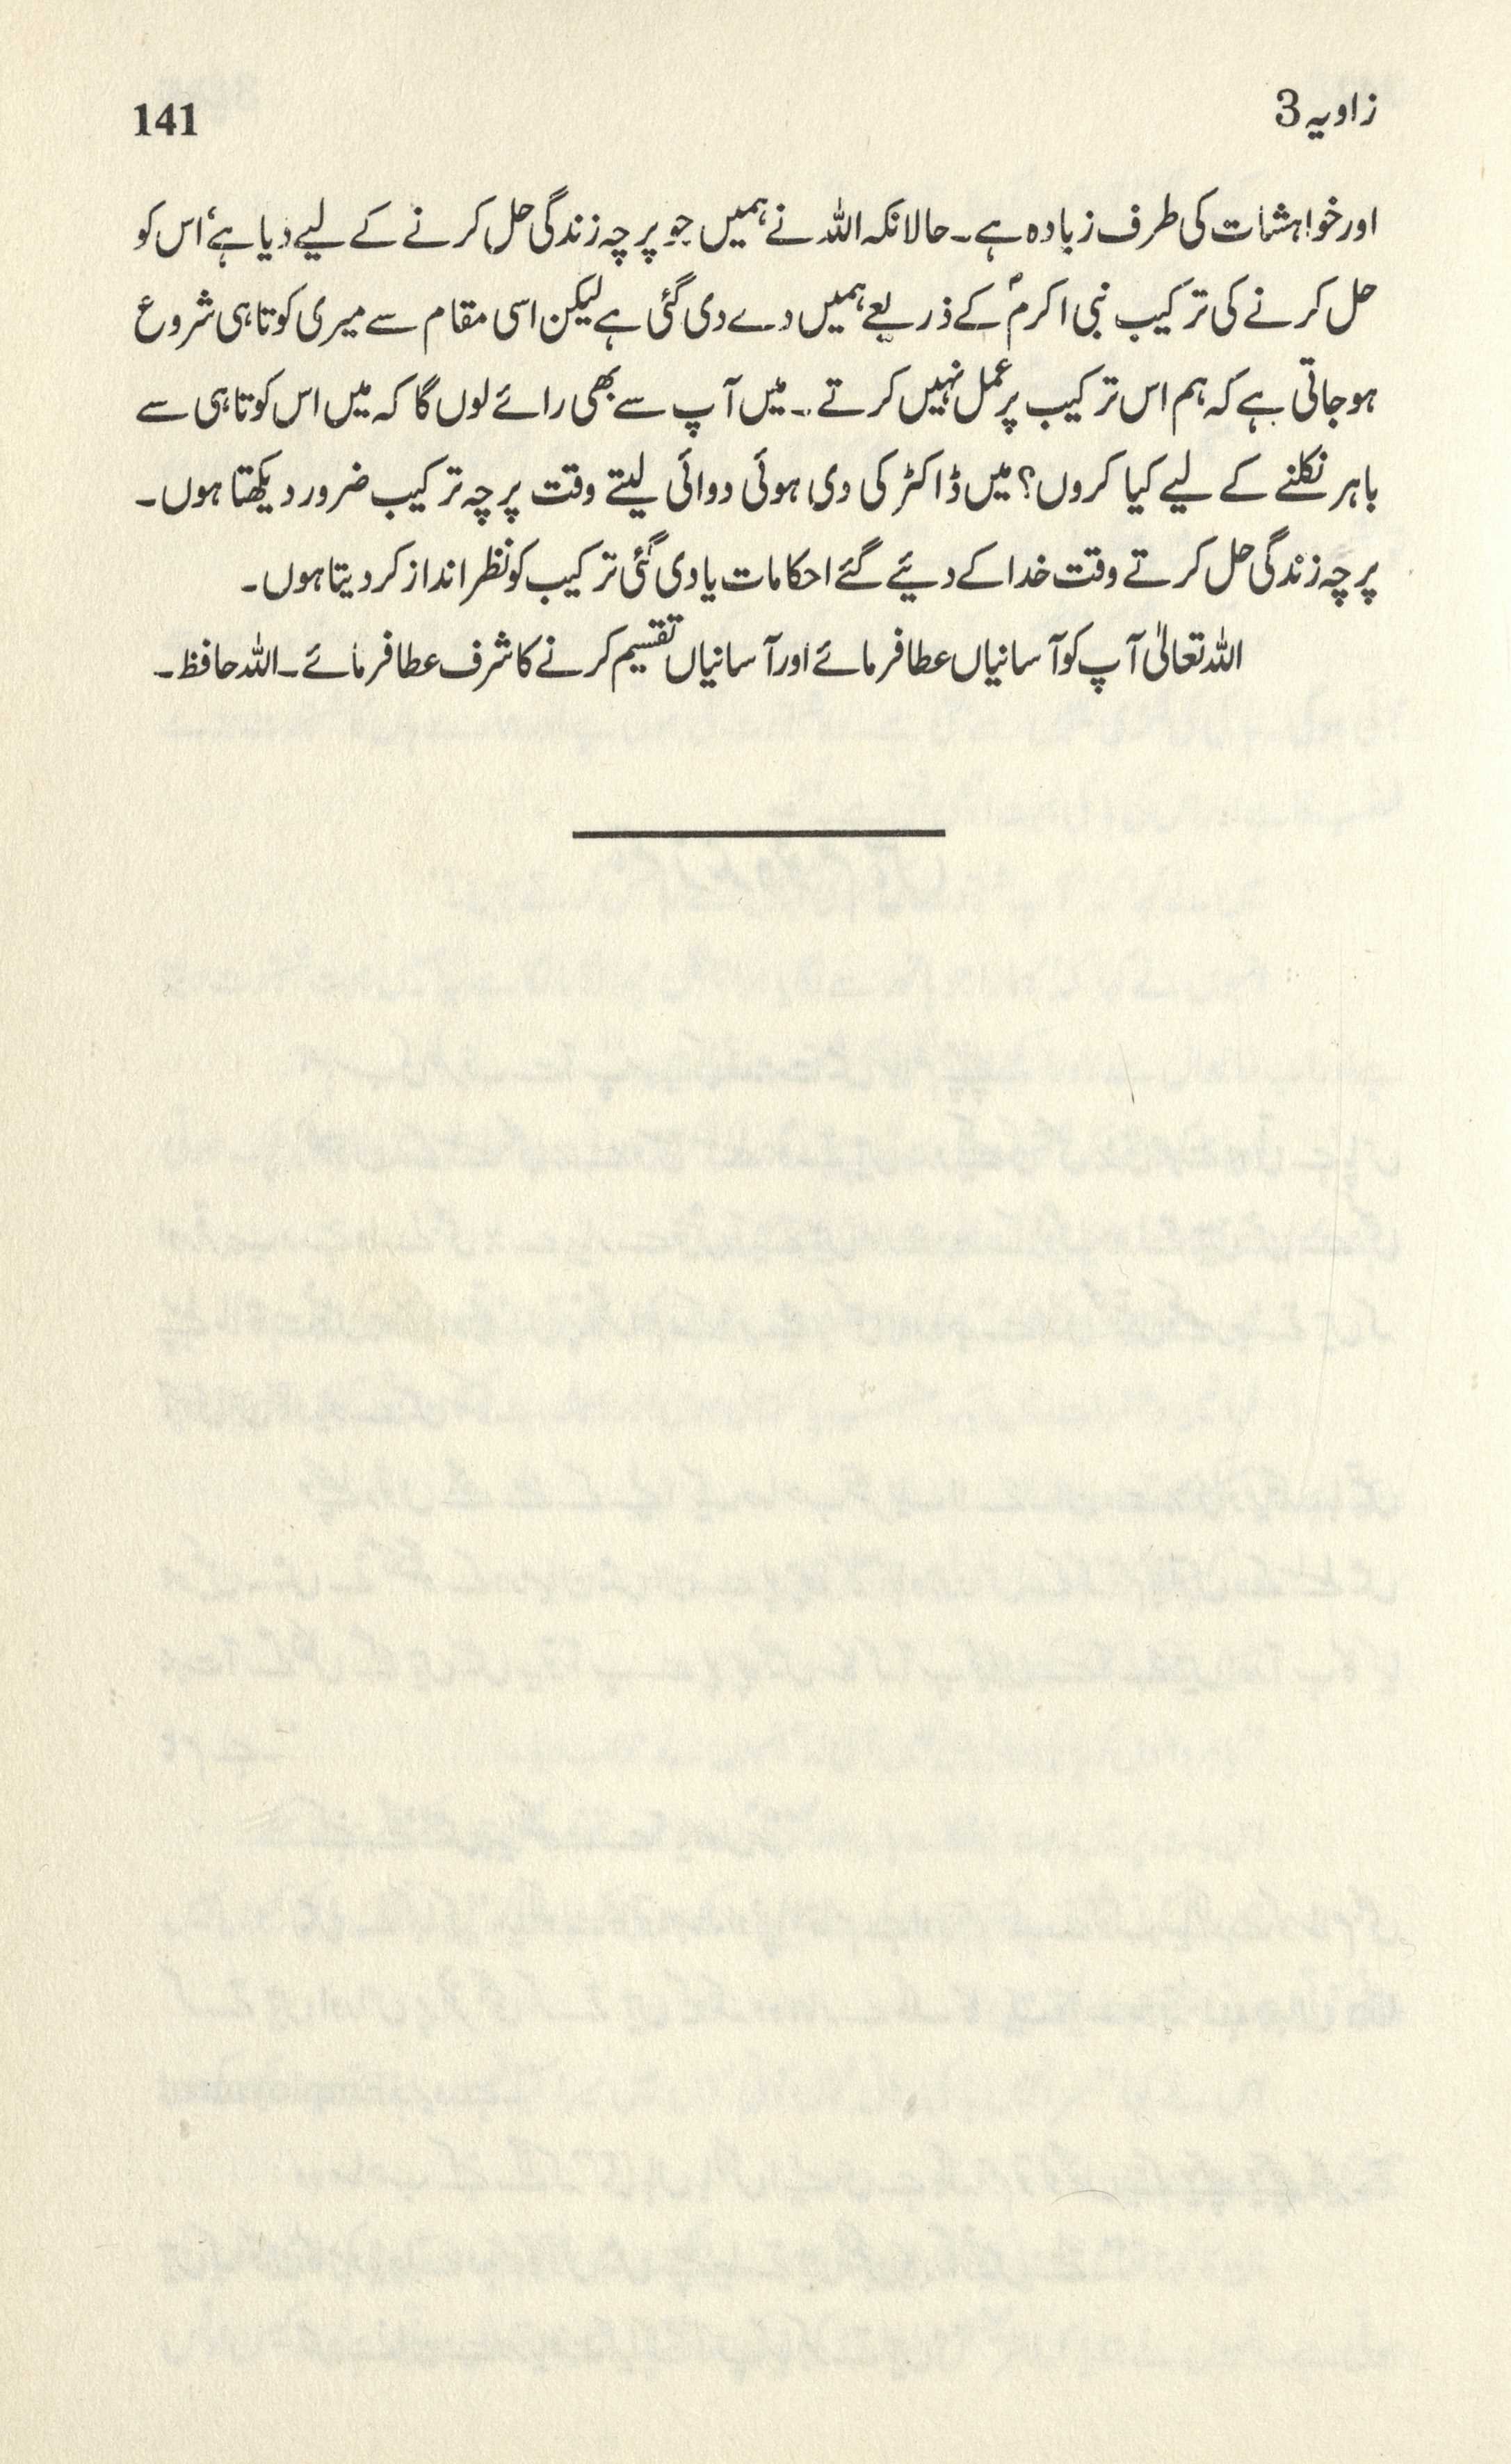 زاویہ 3
141
اور خواہشات کی طرف زیادہ ہے۔ حالانکہ اللہ نے ہمیں جو پرچہ زندگی حل کرنے کے لیے دیا ہے، اس کو
حل کرنے کی ترکیب نبی اکرمؐ کے ذریعے ہمیں دے دی گئی ہے لیکن اسی مقام سے میری کوتاہی شروع
ہو جاتی ہے کہ ہم اس ترکیب پر عمل نہیں کرتے۔ میں آپ سے بھی رائے لوں گا کہ میں اس کوتاہی سے
باہر نکلنے کے لیے کیا کروں؟ میں ڈاکٹر کی دی ہوئی دوائی لیتے وقت پرچہ ترکیب ضرور دیکھتا ہوں۔
پرچہ زندگی حل کرتے وقت خدا کے دیئے گئے احکامات یا دی گئی ترکیب کو نظر انداز کر دیتا ہوں۔
اللہ تعالیٰ آپ کو آسانیاں عطا فرمائے اور آسانیاں تقسیم کرنے کا شرف عطا فرمائے۔ اللہ حافظ۔